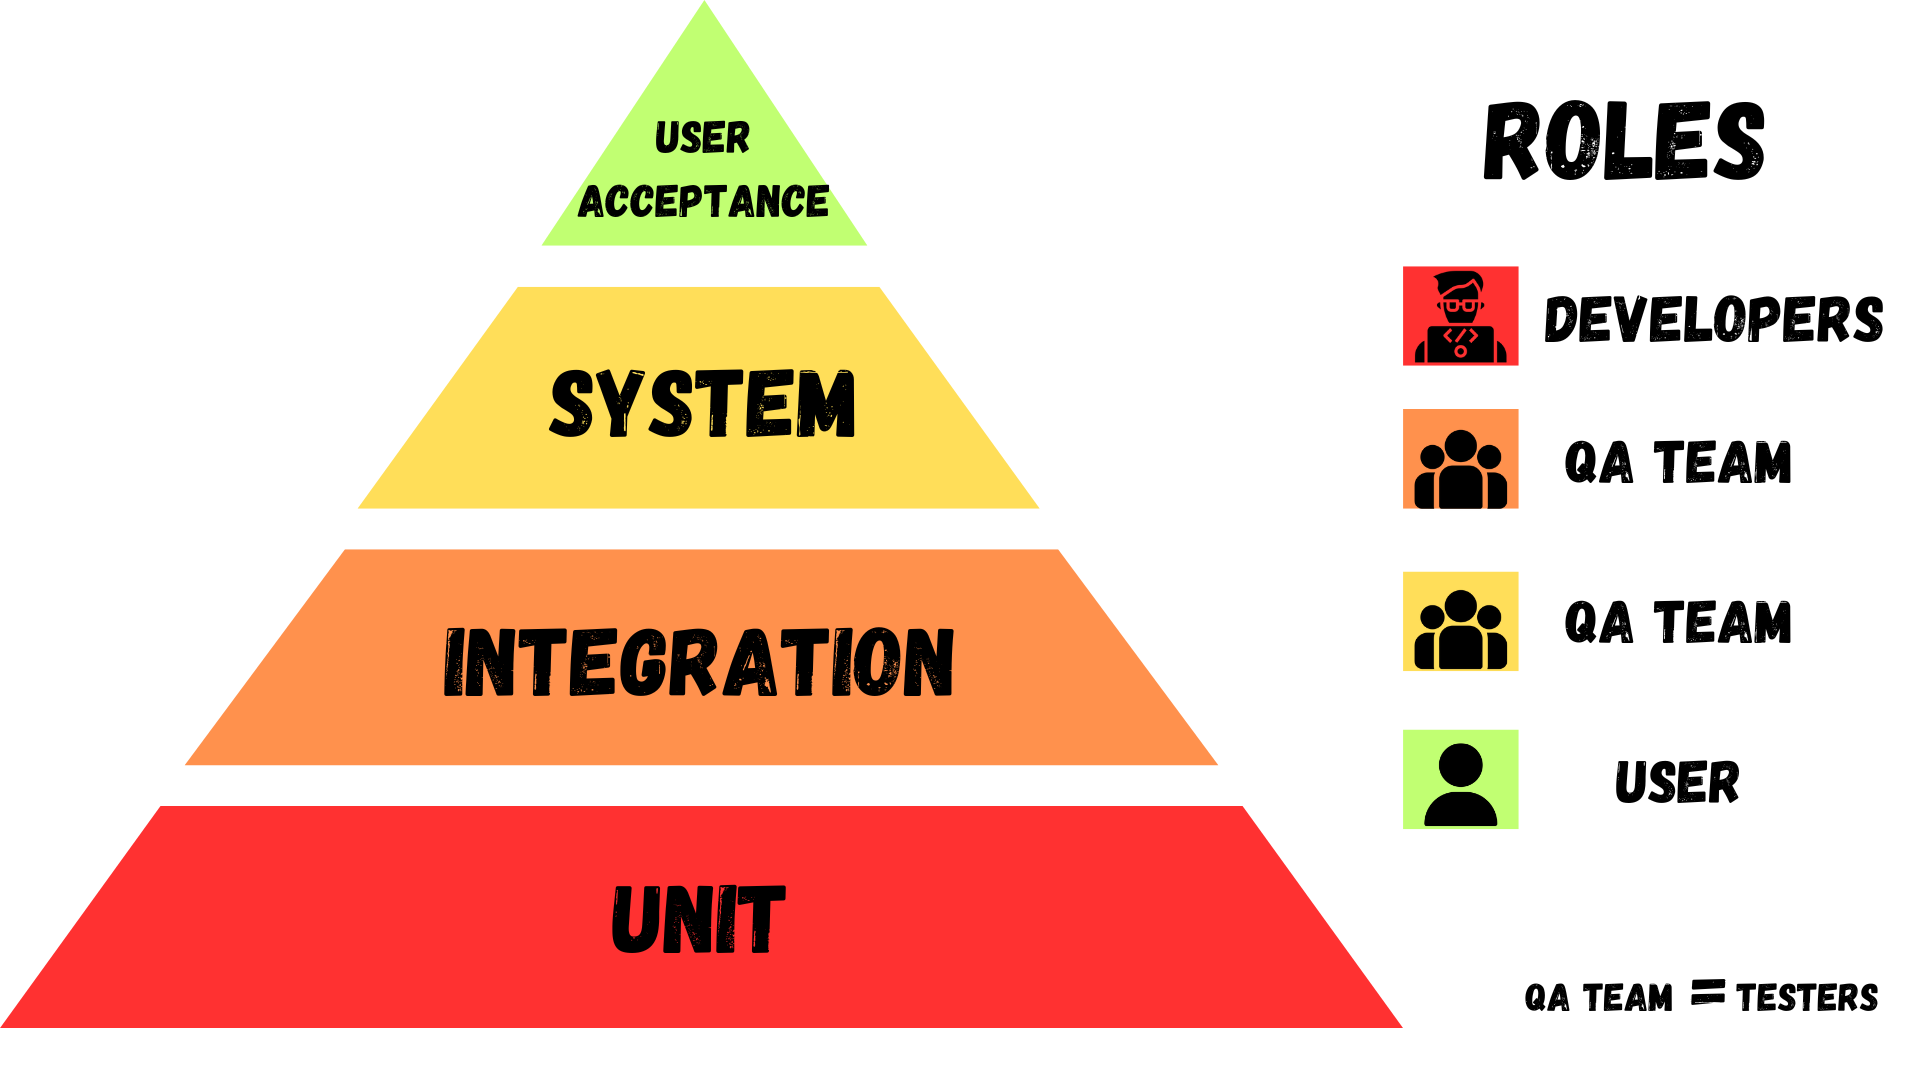 USER
ACCEPTANCE
SYSTEM
INTEGRATION
UNIT
ROLES
DEVELOPERS
QA TEAM
QA TEAM
USER
QA TEAM = TESTERS